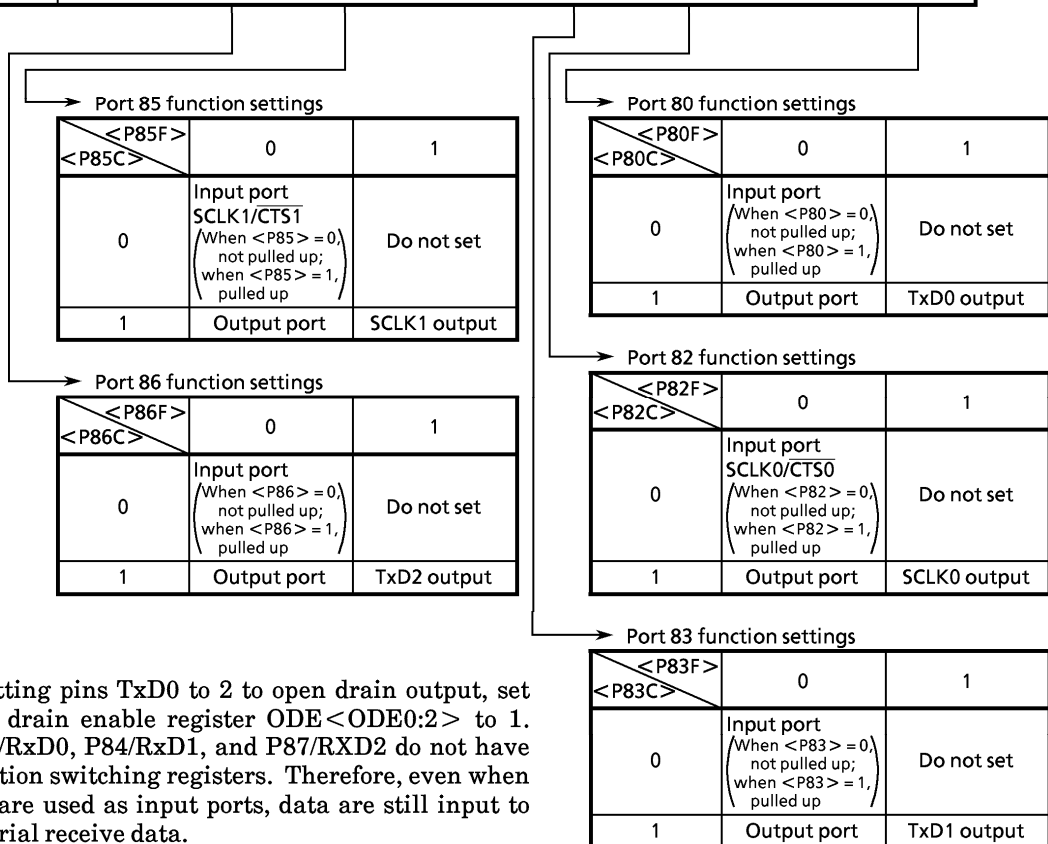 Port 85 function settings
<P85F>
<P85C>
0
1
0
Input port
SCLK1/CTS1
(When <P85> = 0,
not pulled up;
when <P85> = 1,
pulled up)
Do not set
1
Output port
SCLK1 output
Port 86 function settings
<P86F>
<P86C>
0
1
0
Input port
(When <P86> = 0,
not pulled up;
when <P86> = 1,
pulled up)
Do not set
1
Output port
TxD2 output
tting pins TxD0 to 2 to open drain output, set
drain enable register ODE<ODE0:2> to 1.
/RxD0, P84/RxD1, and P87/RXD2 do not have
tion switching registers. Therefore, even when
are used as input ports, data are still input to
rial receive data.
Port 80 function settings
<P80F>
<P80C>
0
1
0
Input port
(When <P80> = 0,
not pulled up;
when <P80> = 1,
pulled up)
Do not set
1
Output port
TxD0 output
Port 82 function settings
<P82F>
<P82C>
0
1
0
Input port
SCLK0/CTS0
(When <P82> = 0,
not pulled up;
when <P82> = 1,
pulled up)
Do not set
1
Output port
SCLK0 output
Port 83 function settings
<P83F>
<P83C>
0
1
0
Input port
(When <P83> = 0,
not pulled up;
when <P83> = 1,
pulled up)
Do not set
1
Output port
TxD1 output